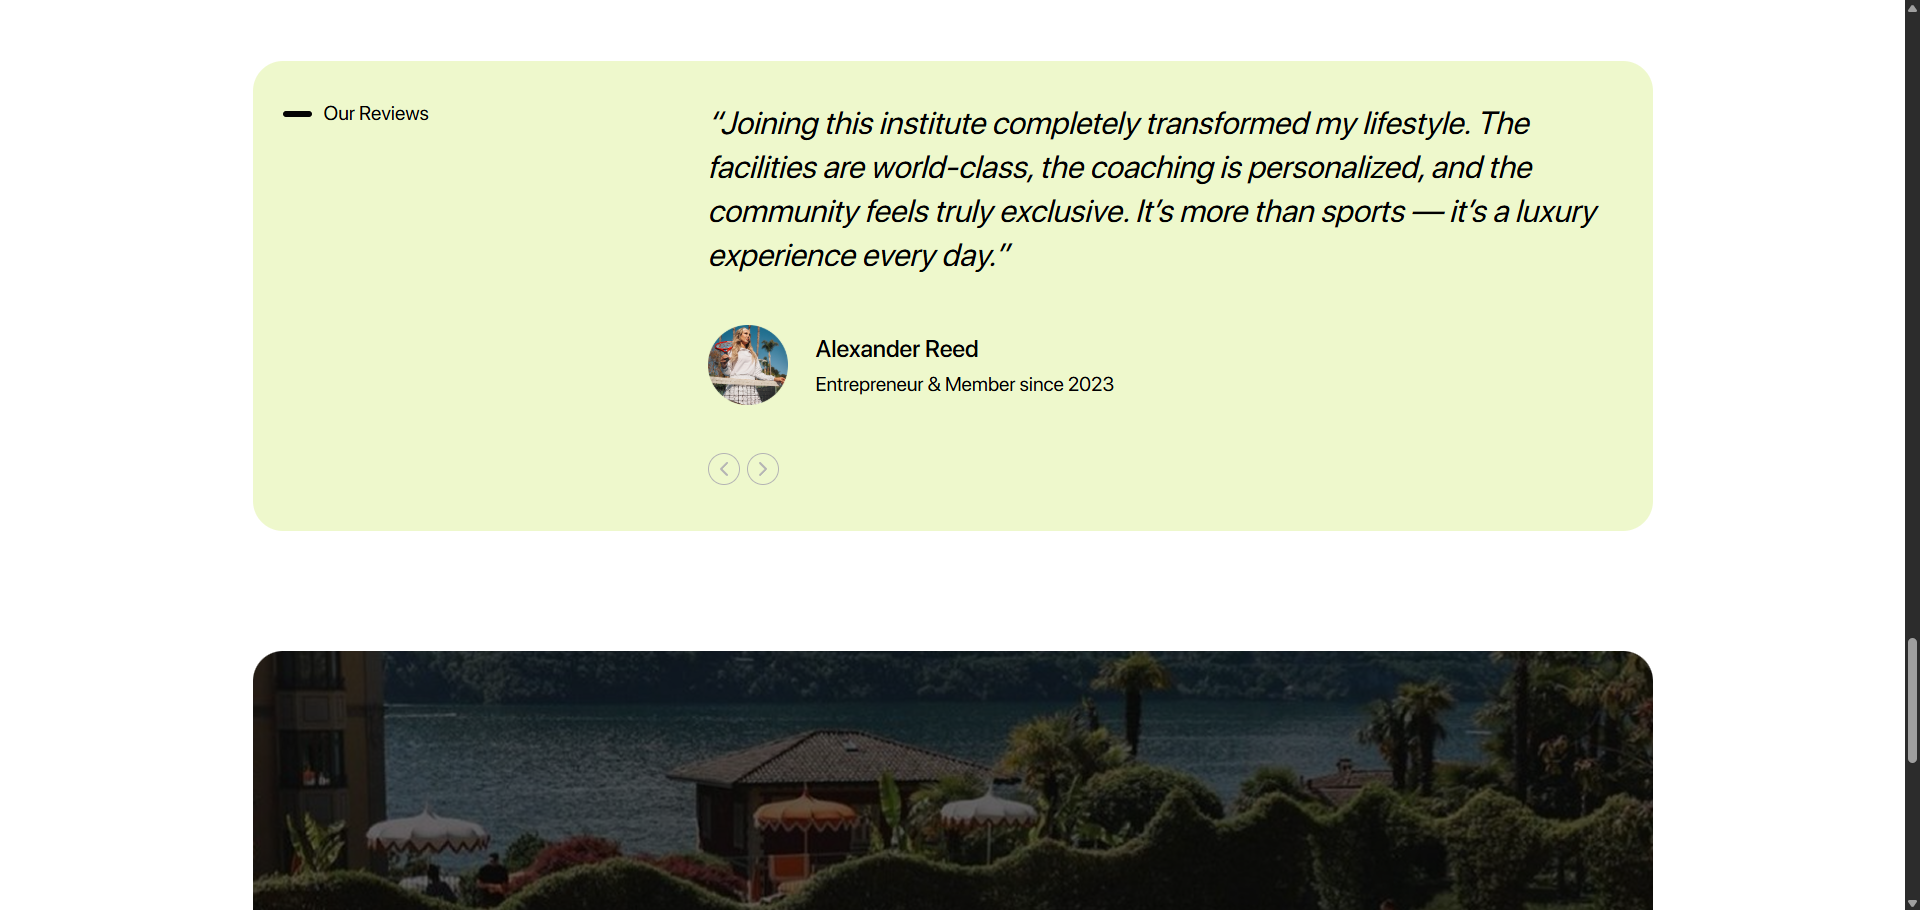 Our Reviews
“Joining this institute completely transformed my lifestyle. The
facilities are world-class, the coaching is personalized, and the
community feels truly exclusive. It’s more than sports — it’s a luxury
experience every day.”
Alexander Reed
Entrepreneur & Member since 2023